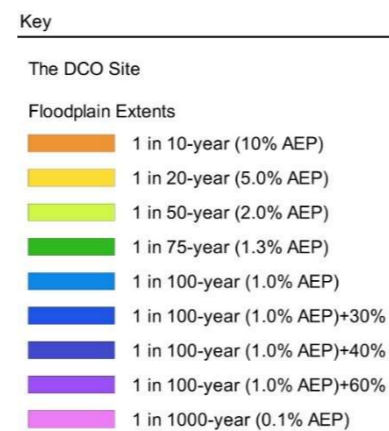 Key
The DCO Site
Floodplain Extents
1 in 10-year (10% AEP)
1 in 20-year (5.0% AEP)
1 in 50-year (2.0% AEP)
1 in 75-year (1.3% AEP)
1 in 100-year (1.0% AEP)
1 in 100-year (1.0% AEP)+30%
1 in 100-year (1.0% AEP)+40%
1 in 100-year (1.0% AEP)+60%
1 in 1000-year (0.1% AEP)